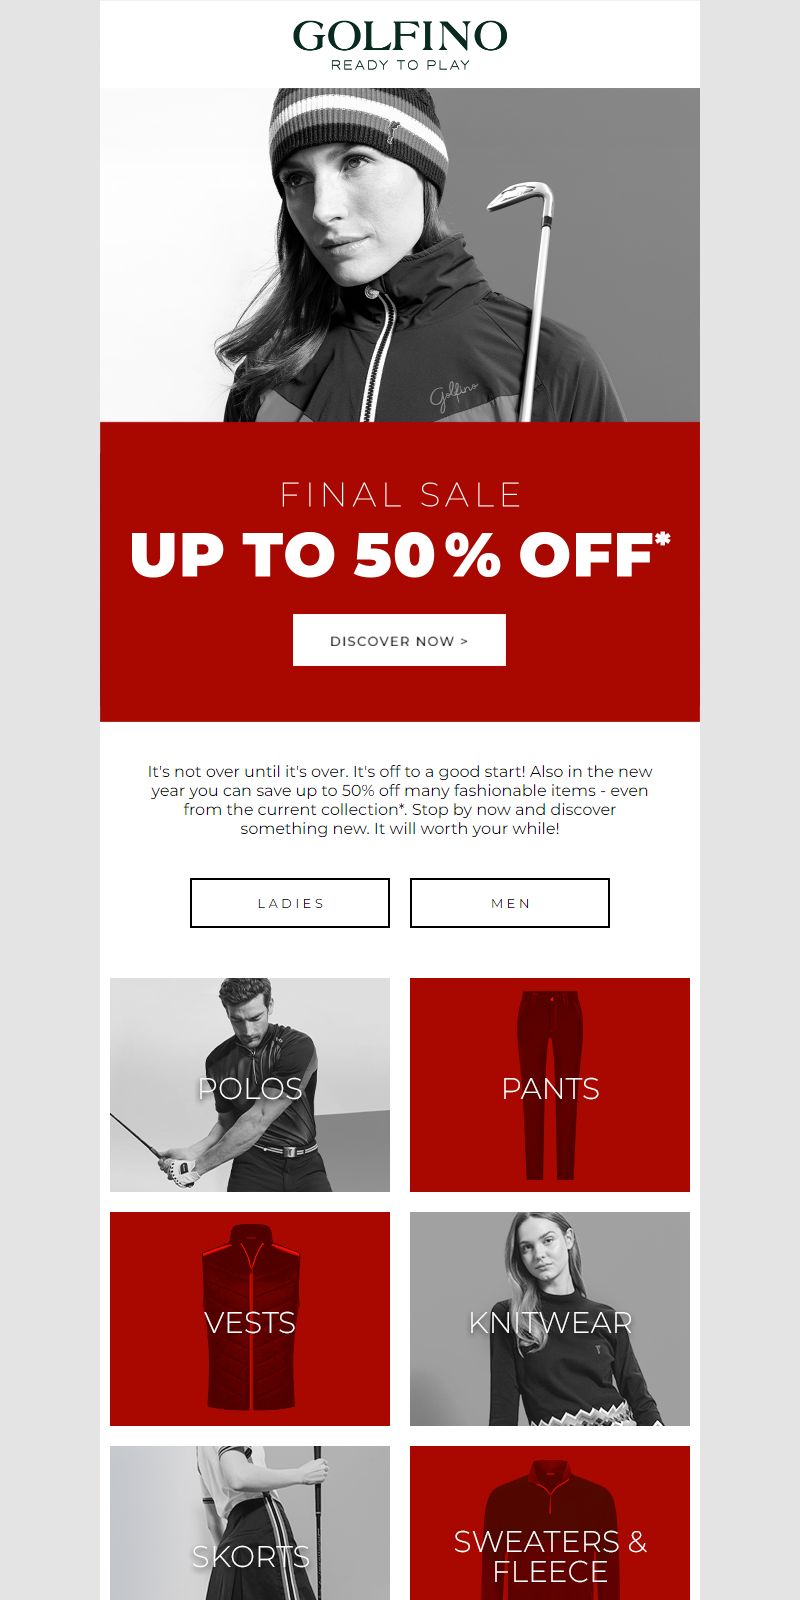 GOLFINO
READY TO PLAY
Golfino
FINAL SALE
UP TO 50% OFF*
DISCOVER NOW >
It's not over until it's over. It's off to a good start! Also in the new
year you can save up to 50% off many fashionable items - even
from the current collection*. Stop by now and discover
something new. It will worth your while!
LADIES
MEN
POLOS
PANTS
VESTS
KNITWEAR
SKORTS
SWEATERS &
FLEECE